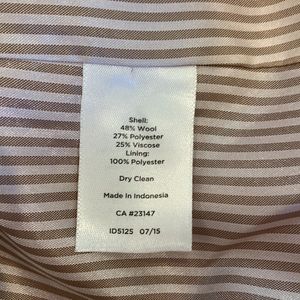 Shell:
48% Wool
27% Polyester
25% Viscose
Lining:
100% Polyester
Dry Clean
Made in Indonesia
CA #23147
ID5125 07/15